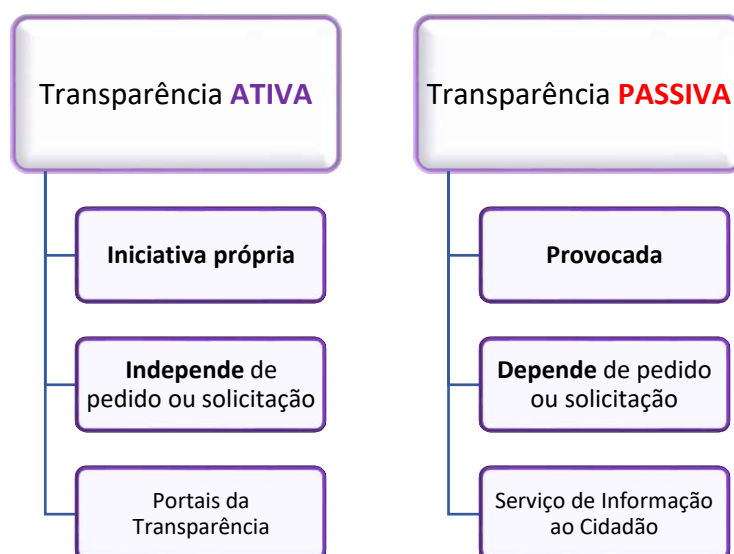 Transparência ATIVA
Iniciativa própria
Independe de
pedido ou solicitação
Portais da
Transparência
Transparência PASSIVA
Provocada
Depende de pedido
ou solicitação
Serviço de Informação
ao Cidadão